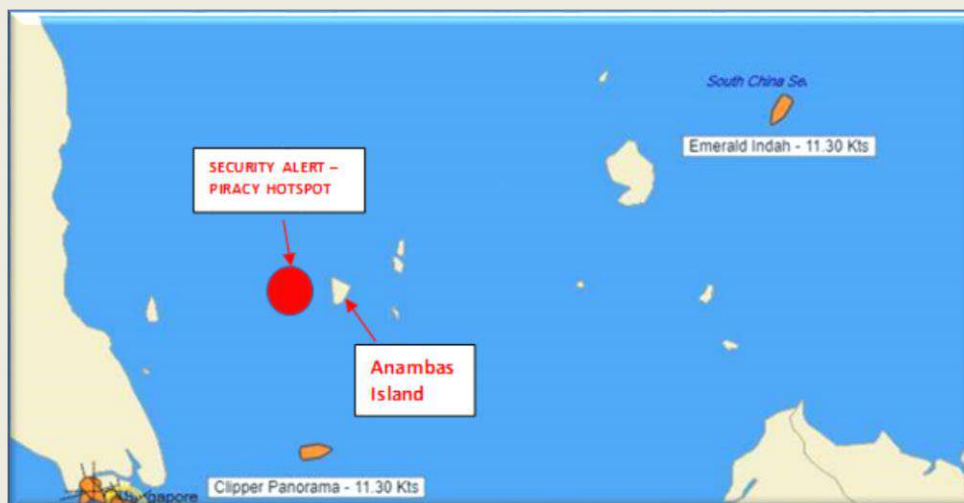 South China Se
Emerald Indah - 11.30 Kts
SECURITY ALERT –
PIRACY HOTSPOT
Anambas
Island
Clipper Panorama - 11.30 Kts